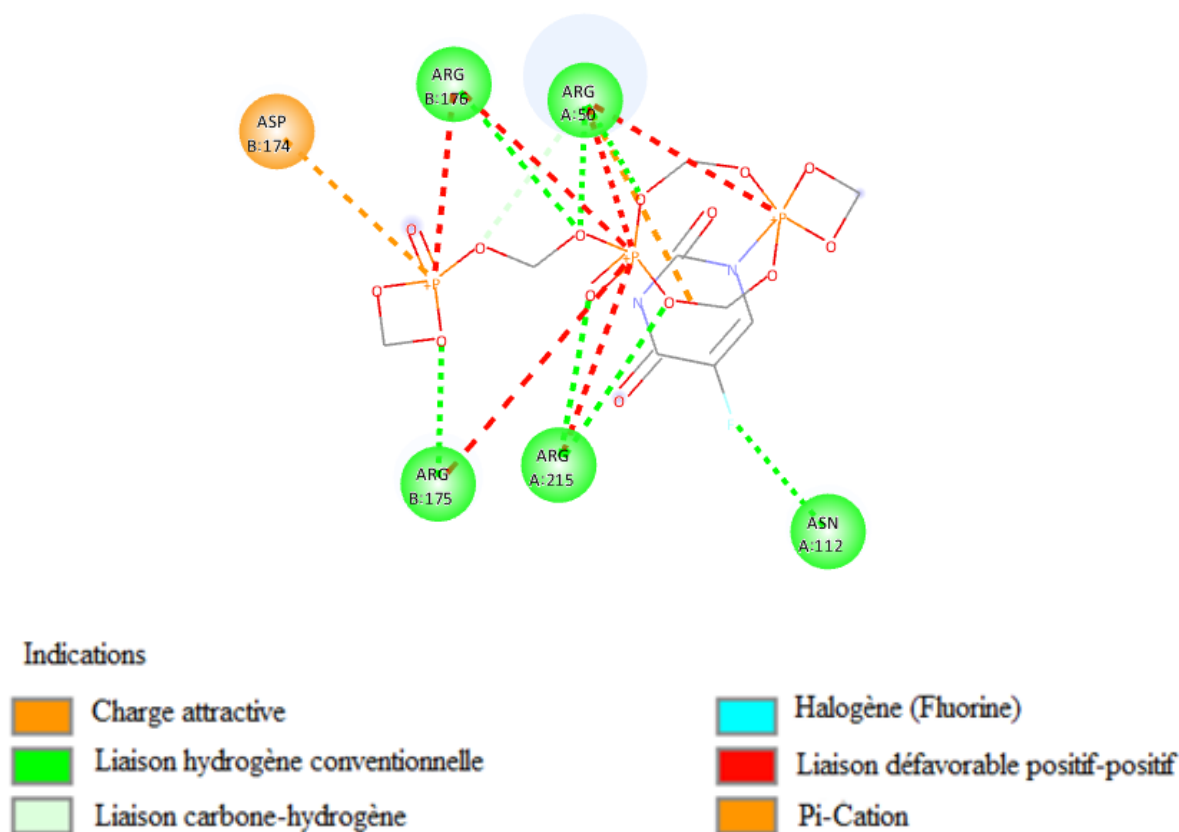 ARG
B:176
ARG
A:50
ASP
B:174
O
O
O
O
O
O
P
+
O
O
O
P
+
O
N
O
P
+
O
O
N
O
O
O
O
F
ARG
B:175
ARG
A:215
ASN
A:112
Indications
Charge attractive
Halogène (Fluorine)
Liaison hydrogène conventionnelle
Liaison défavorable positif-positif
Liaison carbone-hydrogène
Pi-Cation